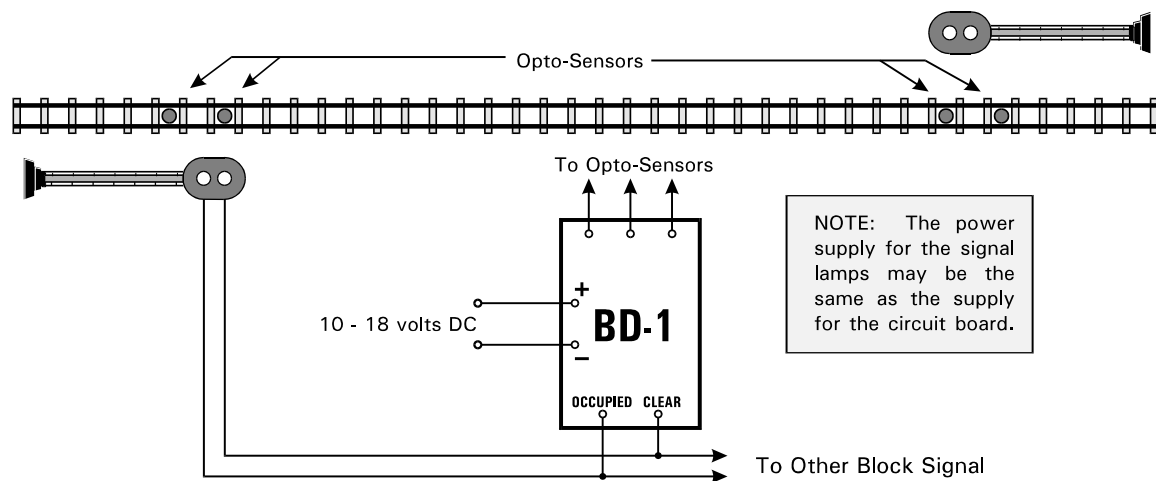 Opto-Sensors
To Opto-Sensors
NOTE: The power
supply for the signal
lamps may be the
same as the supply
for the circuit board.
+
10 - 18 volts DC
BD-1
–
OCCUPIED CLEAR
To Other Block Signal